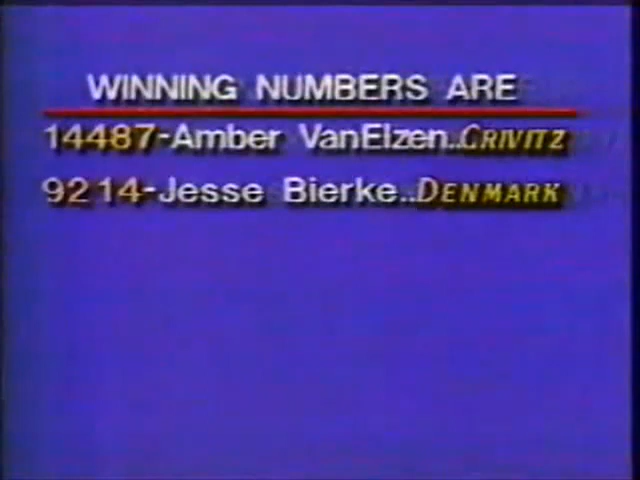 WINNING NUMBERS ARE
14487-Amber VanElzen..CRIVITZ
9214-Jesse Bierke..DENMARK